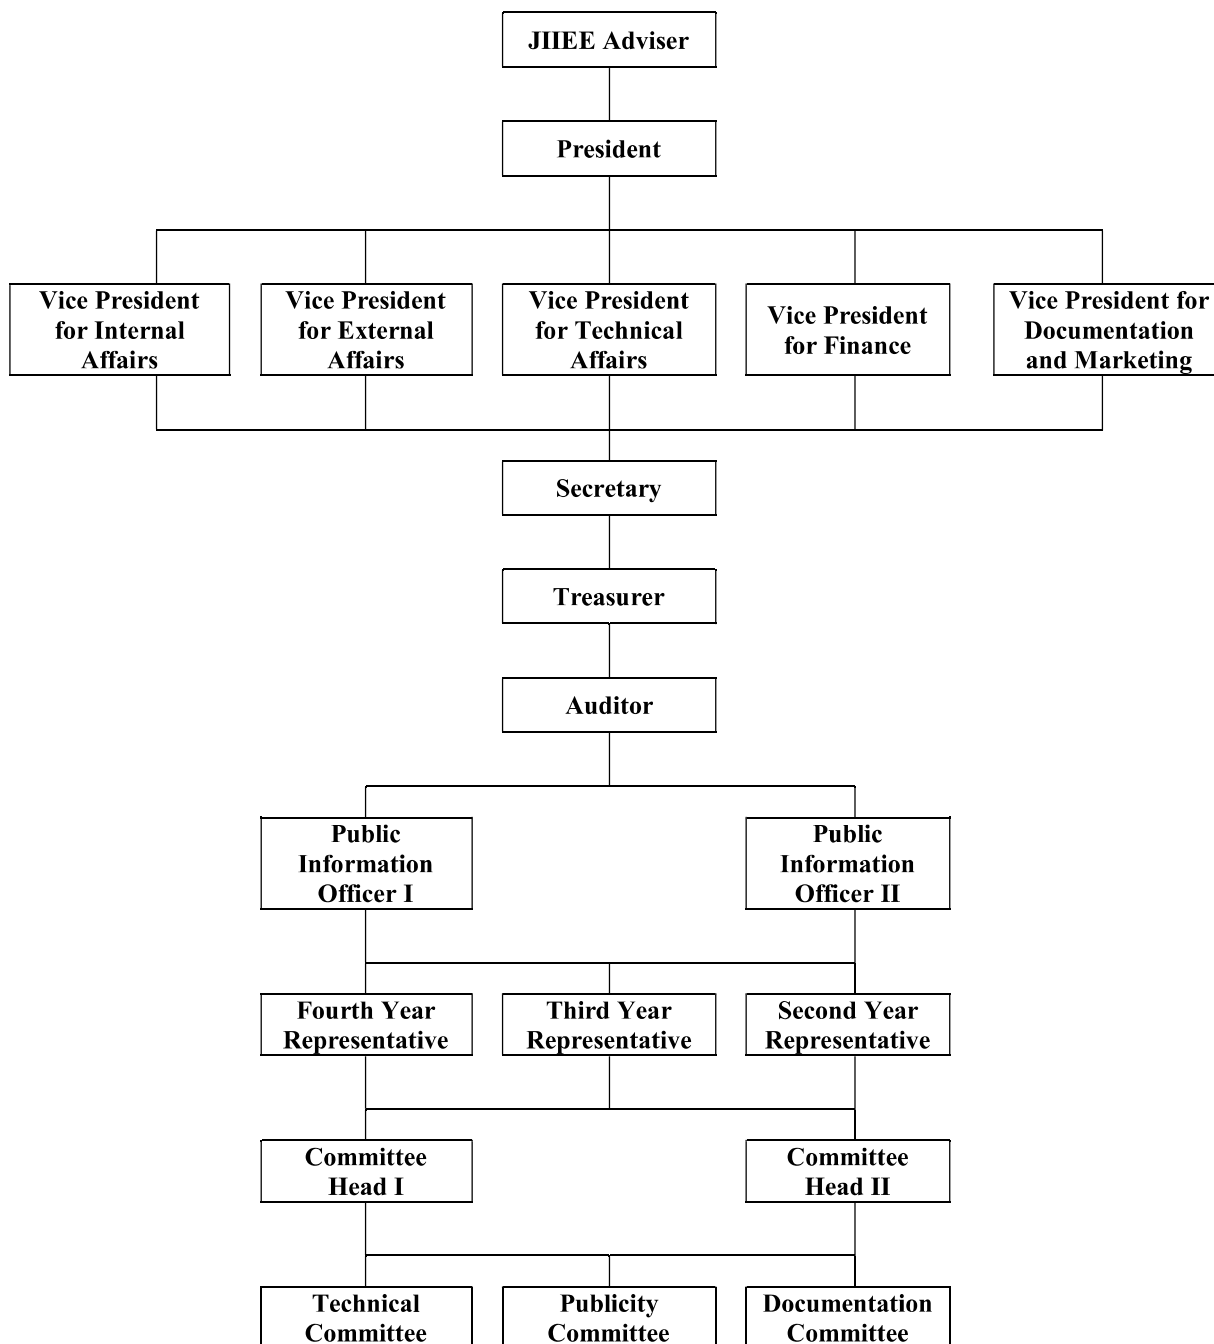 JIIEE Adviser
President
Vice President
for Internal
Affairs
Vice President
for External
Affairs
Vice President
for Technical
Affairs
Vice President
for Finance
Vice President for
Documentation
and Marketing
Secretary
Treasurer
Auditor
Public
Information
Officer I
Public
Information
Officer II
Fourth Year
Representative
Third Year
Representative
Second Year
Representative
Committee
Head I
Committee
Head II
Technical
Committee
Publicity
Committee
Documentation
Committee